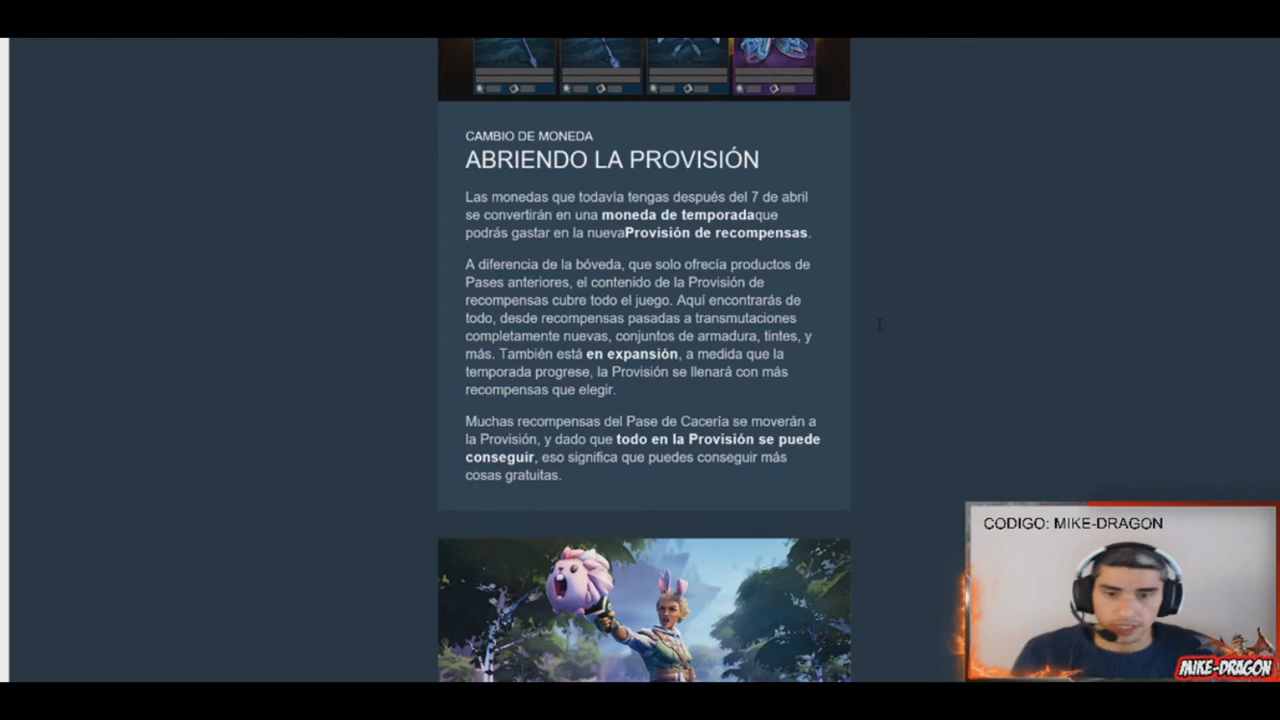 CAMBIO DE MONEDA
ABRIENDO LA PROVISIÓN
Las monedas que todavía tengas después del 7 de abril
se convertirán en una moneda de temporadaque
podrás gastar en la nuevaProvisión de recompensas.
A diferencia de la bóveda, que solo ofrecía productos de
Pases anteriores, el contenido de la Provisión de
recompensas cubre todo el juego. Aquí encontrarás de
todo, desde recompensas pasadas a transmutaciones
completamente nuevas, conjuntos de armadura, tintes, y
más. También está en expansión, a medida que la
temporada progrese, la Provisión se llenará con más
recompensas que elegir.
Muchas recompensas del Pase de Cacería se moverán a
la Provisión, y dado que todo en la Provisión se puede
conseguir, eso significa que puedes conseguir más
cosas gratuitas.
CODIGO: MIKE-DRAGON
MIKE-DRAGON